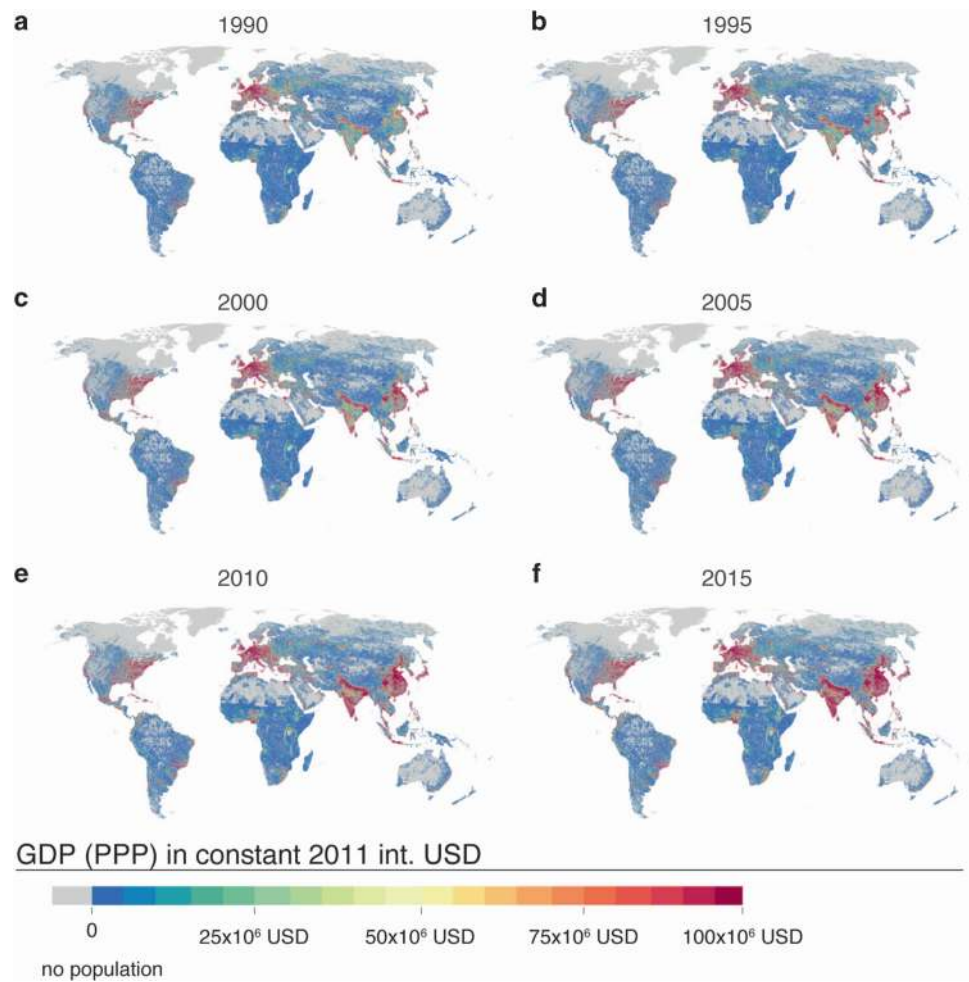 a
1990
b
1995
c
2000
d
2005
e
2010
f
2015
GDP (PPP) in constant 2011 int. USD
0
25x10⁶ USD
50x10⁶ USD
75x10⁶ USD
100x10⁶ USD
no population